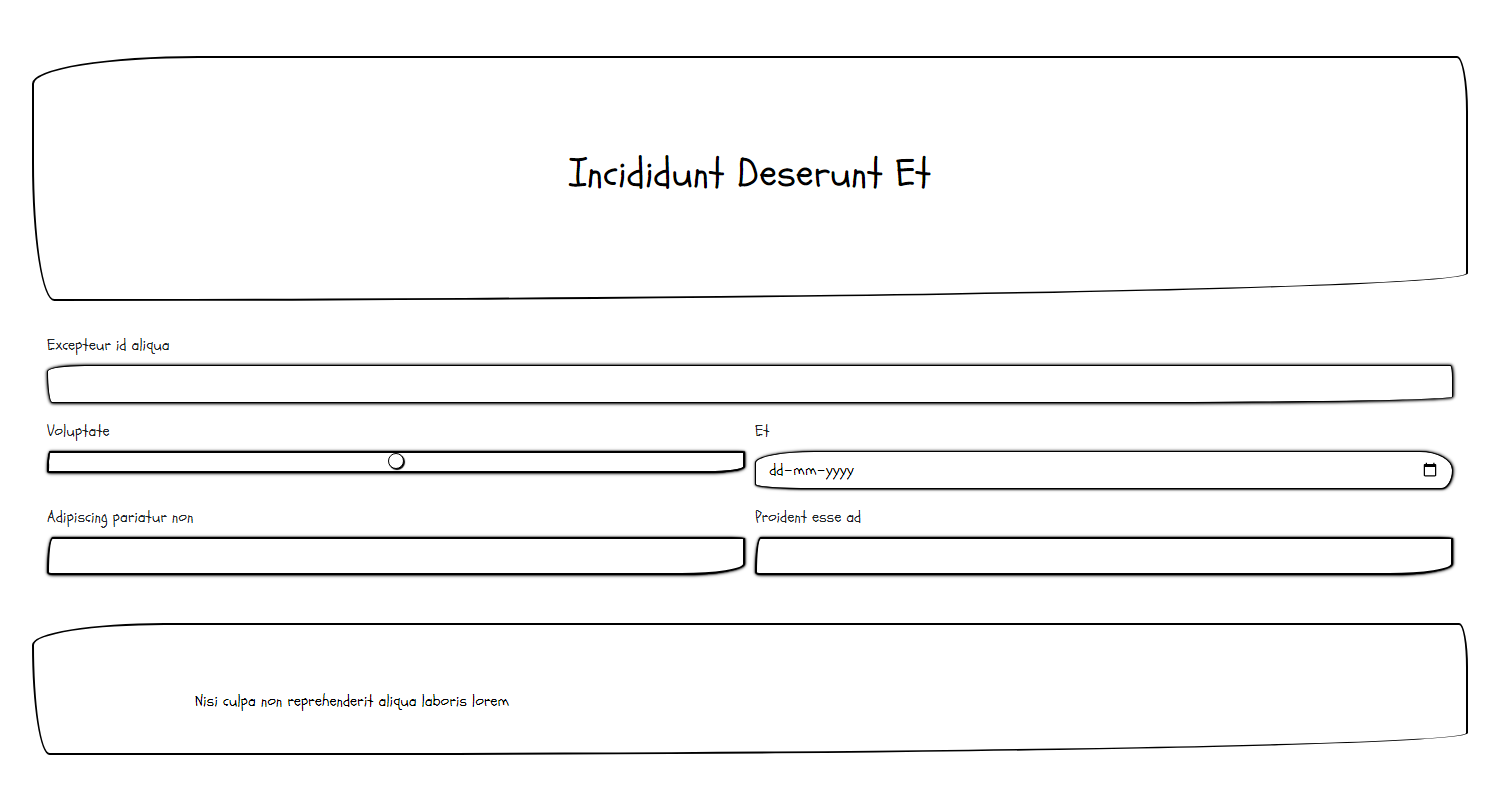 Incididunt Deserunt Et
Excepteur id aliqua
Voluptate
Et
dd-mm-yyyy
Adipiscing pariatur non
Proident esse ad
Nisi culpa non reprehenderit aliqua laboris lorem